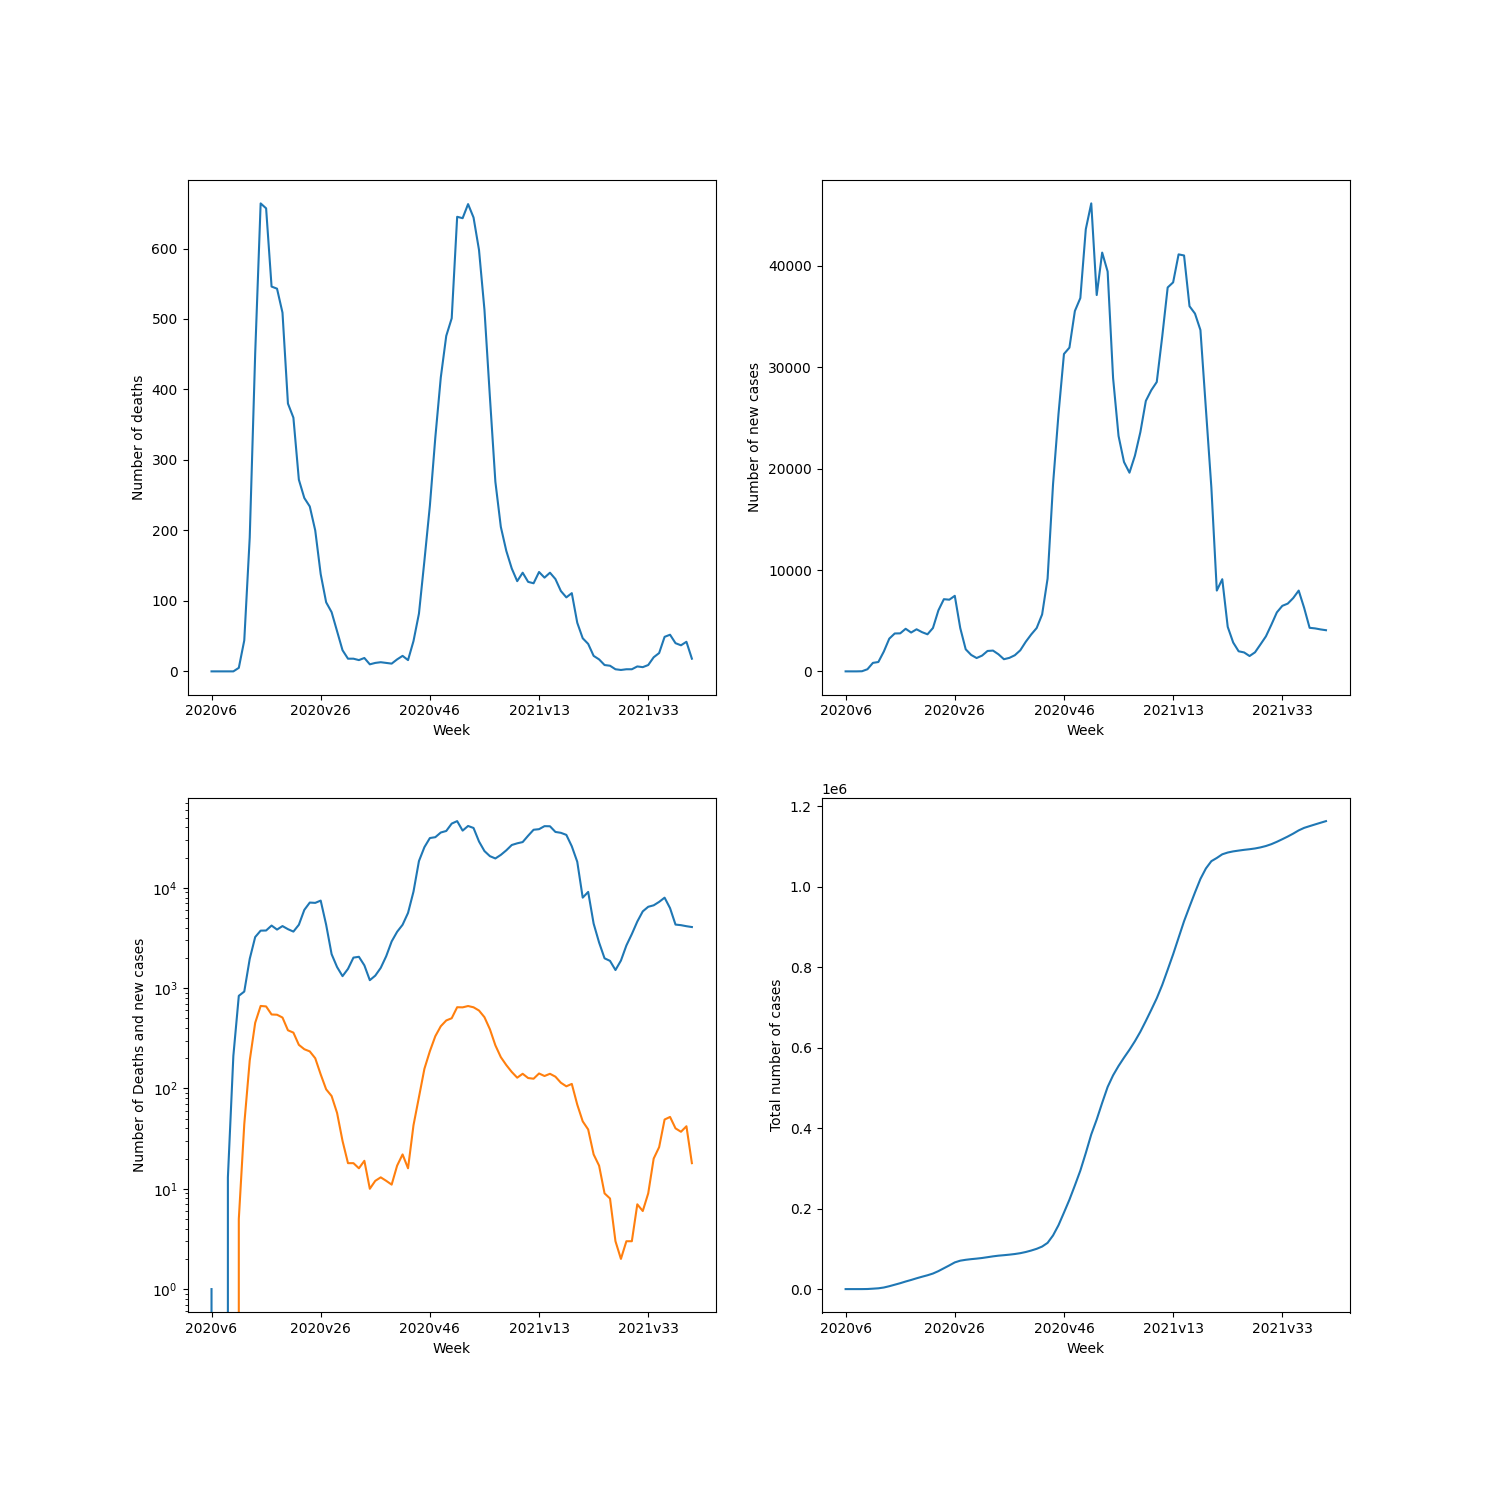 600
500
400
300
200
100
0
Number of deaths
2020v6 2020v26 2020v46 2021v13 2021v33
Week
40000
30000
20000
10000
0
Number of new cases
2020v6 2020v26 2020v46 2021v13 2021v33
Week
10^4
10^3
10^2
10^1
10^0
Number of Deaths and new cases
2020v6 2020v26 2020v46 2021v13 2021v33
Week
1e6
1.2
1.0
0.8
0.6
0.4
0.2
0.0
Total number of cases
2020v6 2020v26 2020v46 2021v13 2021v33
Week